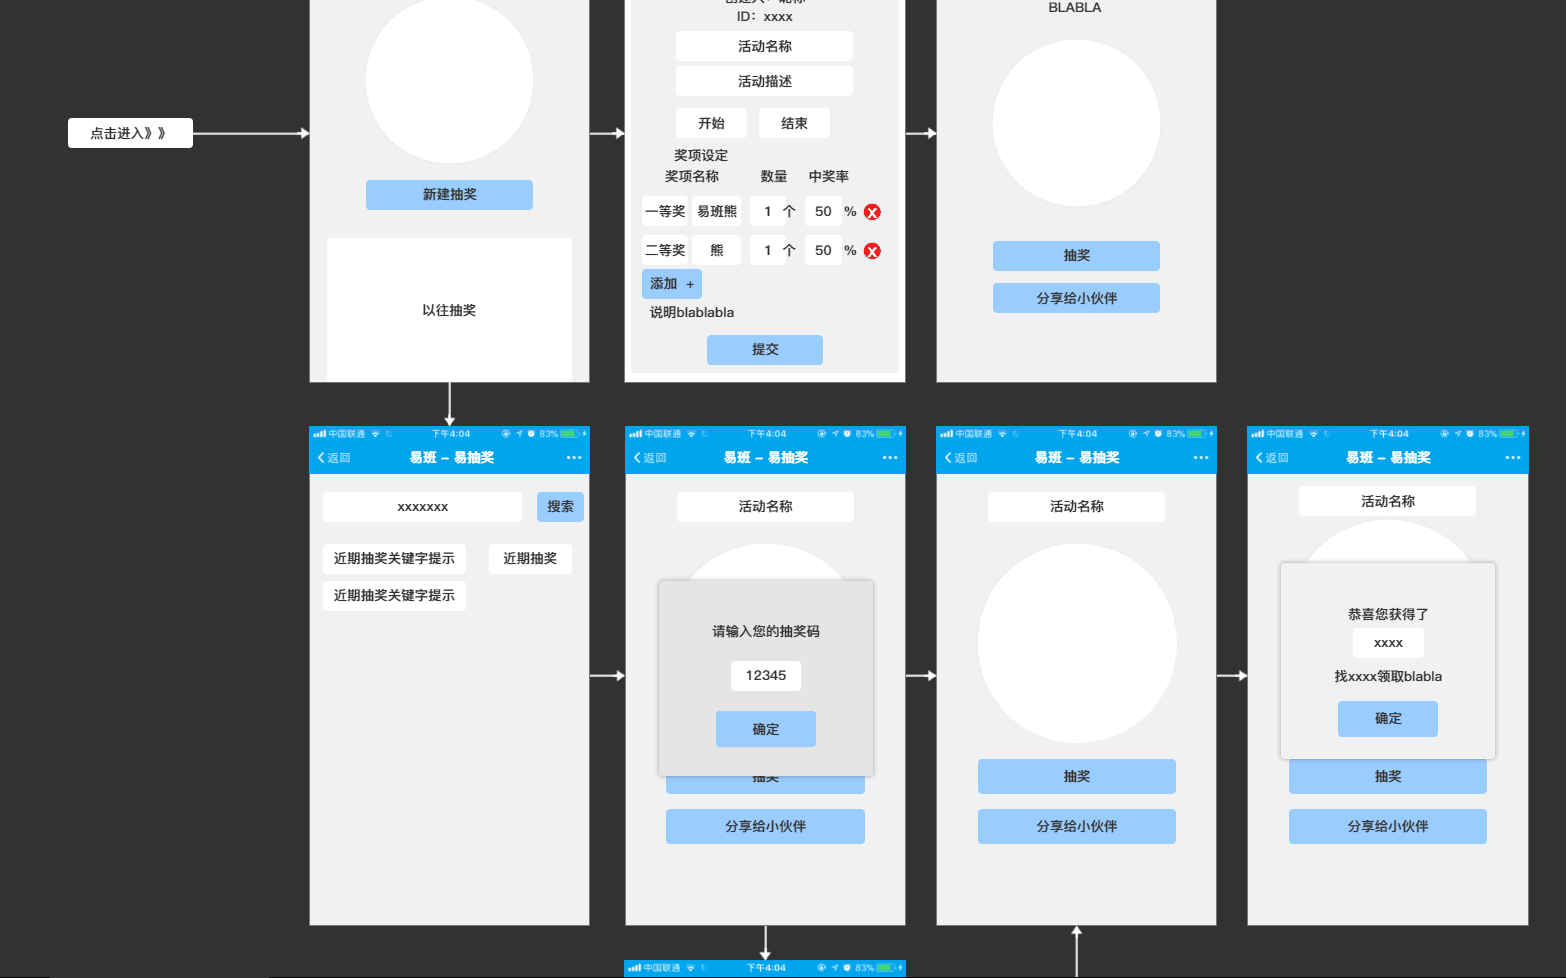 点击进入》》
新建抽奖
以往抽奖
ID：xxxx
活动名称
活动描述
开始 结束
奖项设定
奖项名称 数量 中奖率
一等奖 易班熊 1 个 50 % X
二等奖 熊 1 个 50 % X
添加 +
说明blablabla
提交
BLABLA
抽奖
分享给小伙伴
中国联通 下午4:04 83%
返回 易班 – 易抽奖
xxxxxxx 搜索
近期抽奖关键字提示 近期抽奖
近期抽奖关键字提示
中国联通 下午4:04 83%
返回 易班 – 易抽奖
活动名称
请输入您的抽奖码
12345
确定
抽奖
分享给小伙伴
中国联通 下午4:04 83%
返回 易班 – 易抽奖
活动名称
抽奖
分享给小伙伴
中国联通 下午4:04 83%
返回 易班 – 易抽奖
活动名称
恭喜您获得了
xxxx
找xxxx领取blabla
确定
抽奖
分享给小伙伴
中国联通 下午4:04 83%